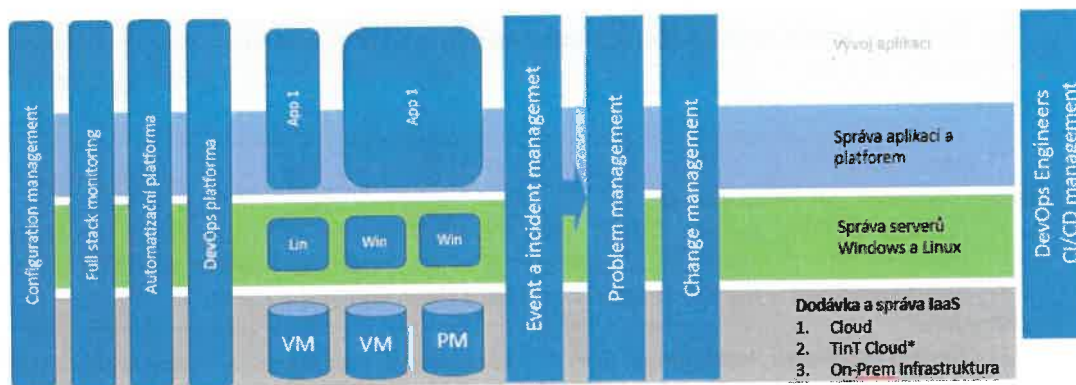 Configuration management
Full stack monitoring
Automatizační platforma
DevOps platforma
App 1
App 1
Lin
Win
Win
VM
VM
PM
Event a incident managemet
Problem management
Change management
Vývoj aplikací
Správa aplikací a
platforem
Správa serverů
Windows a Linux
Dodávka a správa IaaS
1. Cloud
2. TinT Cloud*
3. On-Prem Infrastruktura
DevOps Engineers
CI/CD management